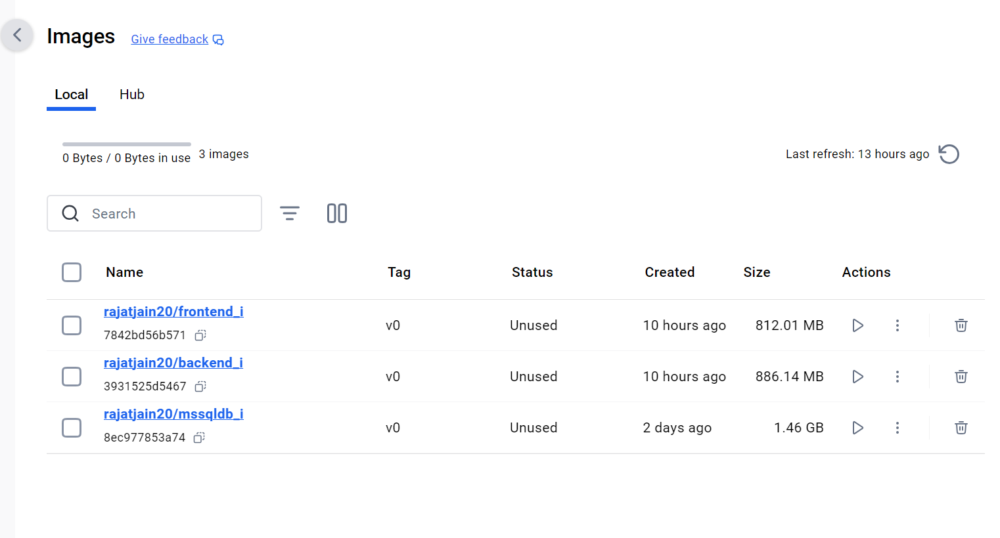 Images Give feedback
Local Hub
0 Bytes / 0 Bytes in use 3 images Last refresh: 13 hours ago
Search
Name Tag Status Created Size Actions
rajatjain20/frontend_i
7842bd56b571 v0 Unused 10 hours ago 812.01 MB
rajatjain20/backend_i
3931525d5467 v0 Unused 10 hours ago 886.14 MB
rajatjain20/mssqldb_i
8ec977853a74 v0 Unused 2 days ago 1.46 GB